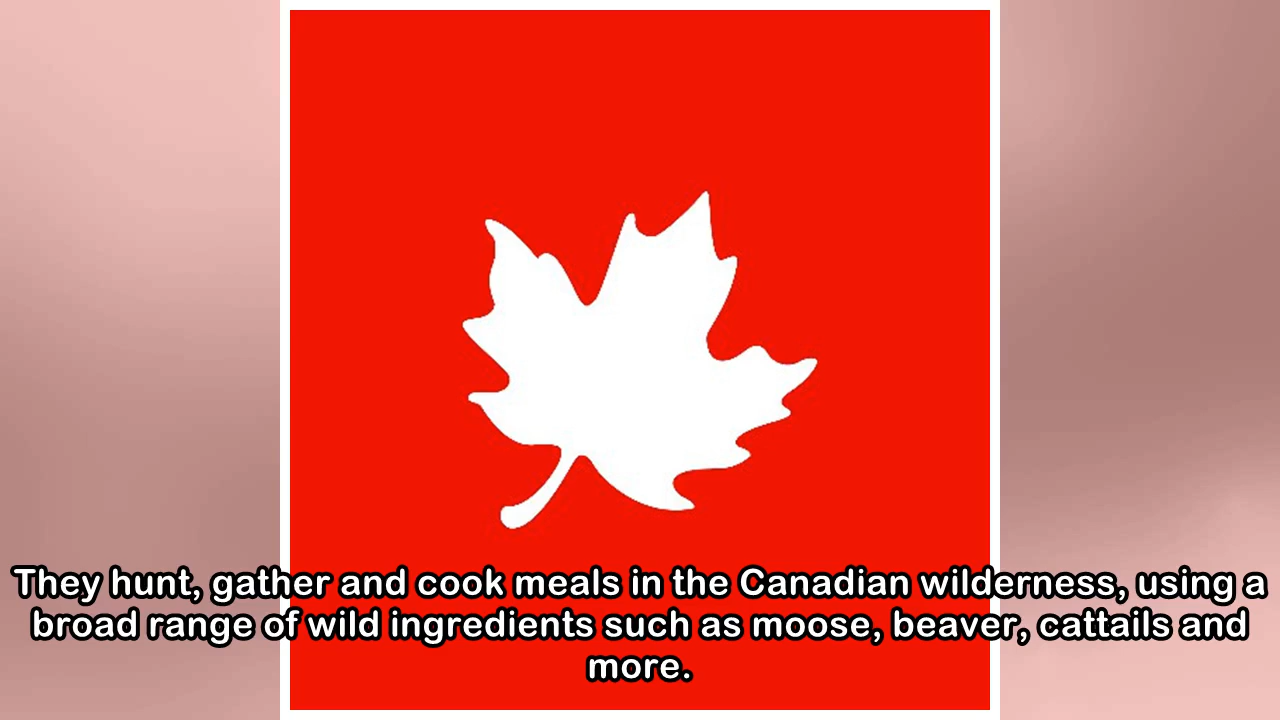 They hunt, gather and cook meals in the Canadian wilderness, using a
broad range of wild ingredients such as moose, beaver, cattails and
more.